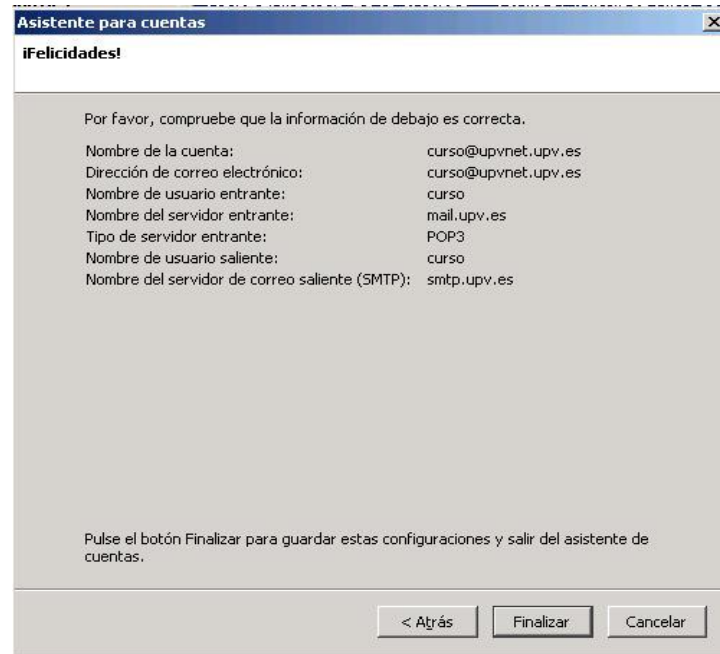 Asistente para cuentas
¡Felicidades!
Por favor, compruebe que la información de debajo es correcta.
Nombre de la cuenta: curso@upvnet.upv.es
Dirección de correo electrónico: curso@upvnet.upv.es
Nombre de usuario entrante: curso
Nombre del servidor entrante: mail.upv.es
Tipo de servidor entrante: POP3
Nombre de usuario saliente: curso
Nombre del servidor de correo saliente (SMTP): smtp.upv.es
Pulse el botón Finalizar para guardar estas configuraciones y salir del asistente de
cuentas.
< Atrás Finalizar Cancelar